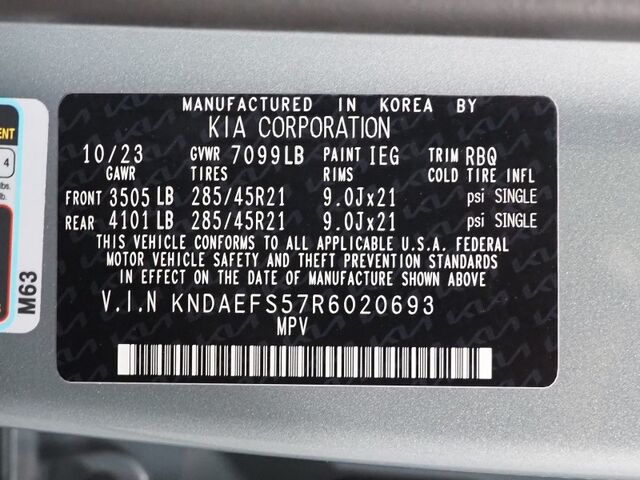 MANUFACTURED IN KOREA BY
KIA CORPORATION
10/23 GVWR 7099LB PAINT IEG TRIM RBQ
GAWR TIRES RIMS COLD TIRE INFL
FRONT 3505 LB 285/45R21 9.0Jx21 psi SINGLE
REAR 4101 LB 285/45R21 9.0Jx21 psi SINGLE
THIS VEHICLE CONFORMS TO ALL APPLICABLE U.S.A. FEDERAL
MOTOR VEHICLE SAFETY AND THEFT PREVENTION STANDARDS
IN EFFECT ON THE DATE OF MANUFACTURE SHOWN ABOVE
V.I.N KNDAEFS57R6020693
MPV
4
M63